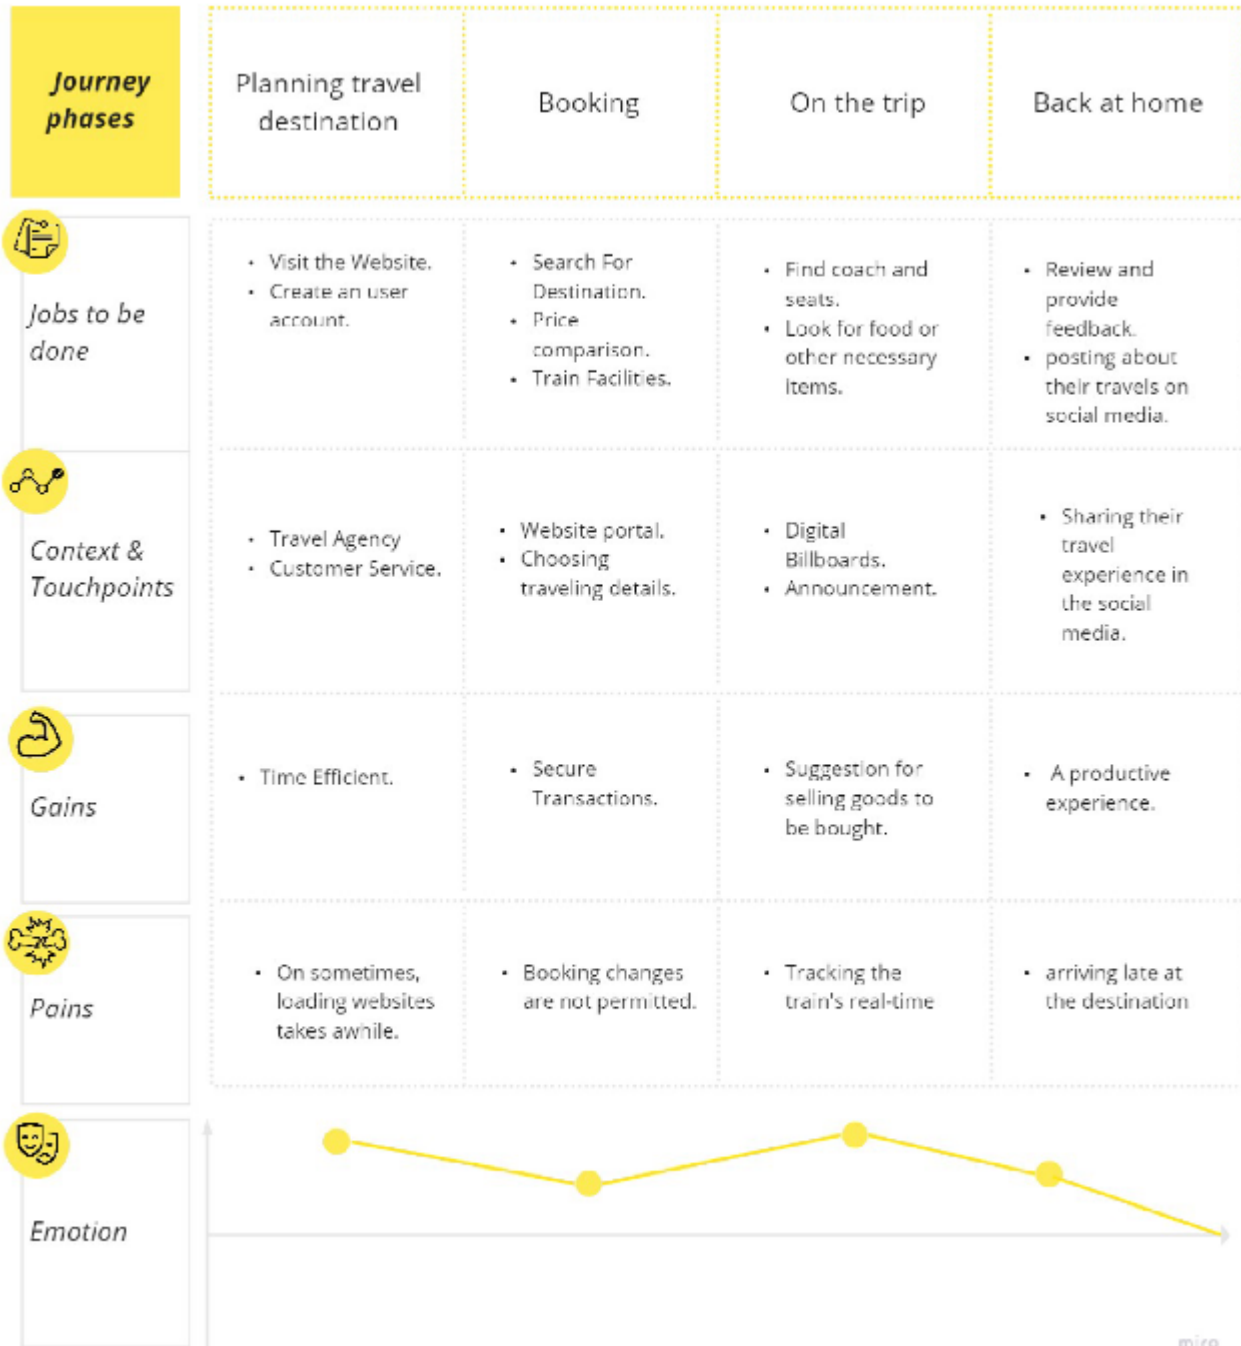 Journey
phases
Planning travel
destination
Booking
On the trip
Back at home
Jobs to be
done
• Visit the Website.
• Create an user
account.
• Search For
Destination.
• Price
comparison.
• Train Facilities.
• Find coach and
seats.
• Look for food or
other necessary
items.
• Review and
provide
feedback.
• posting about
their travels on
social media.
Context &
Touchpoints
• Travel Agency
• Customer Service.
• Website portal.
• Choosing
traveling details.
• Digital
Billboards.
• Announcement.
• Sharing their
travel
experience in
the social
media.
Gains
• Time Efficient.
• Secure
Transactions.
• Suggestion for
selling goods to
be bought.
• A productive
experience.
Pains
• On sometimes,
loading websites
takes awhile.
• Booking changes
are not permitted.
• Tracking the
train's real-time
• arriving late at
the destination
Emotion
miro